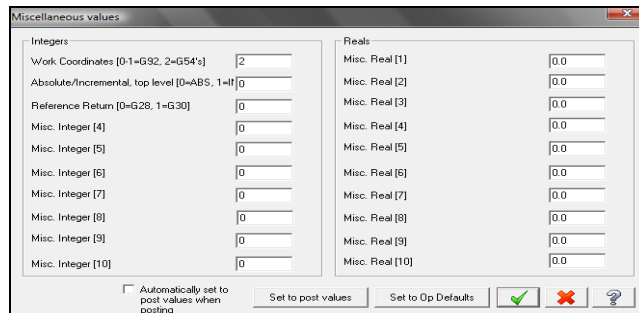 Miscellaneous values
Integers
Work Coordinates [0-1=G92, 2=G54's] 2
Absolute/Incremental, top level [0=ABS, 1=I 0
Reference Return [0=G28, 1=G30] 0
Misc. Integer [4] 0
Misc. Integer [5] 0
Misc. Integer [6] 0
Misc. Integer [7] 0
Misc. Integer [8] 0
Misc. Integer [9] 0
Misc. Integer [10] 0
Reals
Misc. Real [1] 0.0
Misc. Real [2] 0.0
Misc. Real [3] 0.0
Misc. Real [4] 0.0
Misc. Real [5] 0.0
Misc. Real [6] 0.0
Misc. Real [7] 0.0
Misc. Real [8] 0.0
Misc. Real [9] 0.0
Misc. Real [10] 0.0
Automatically set to
post values when
posting
Set to post values
Set to Op Defaults
?